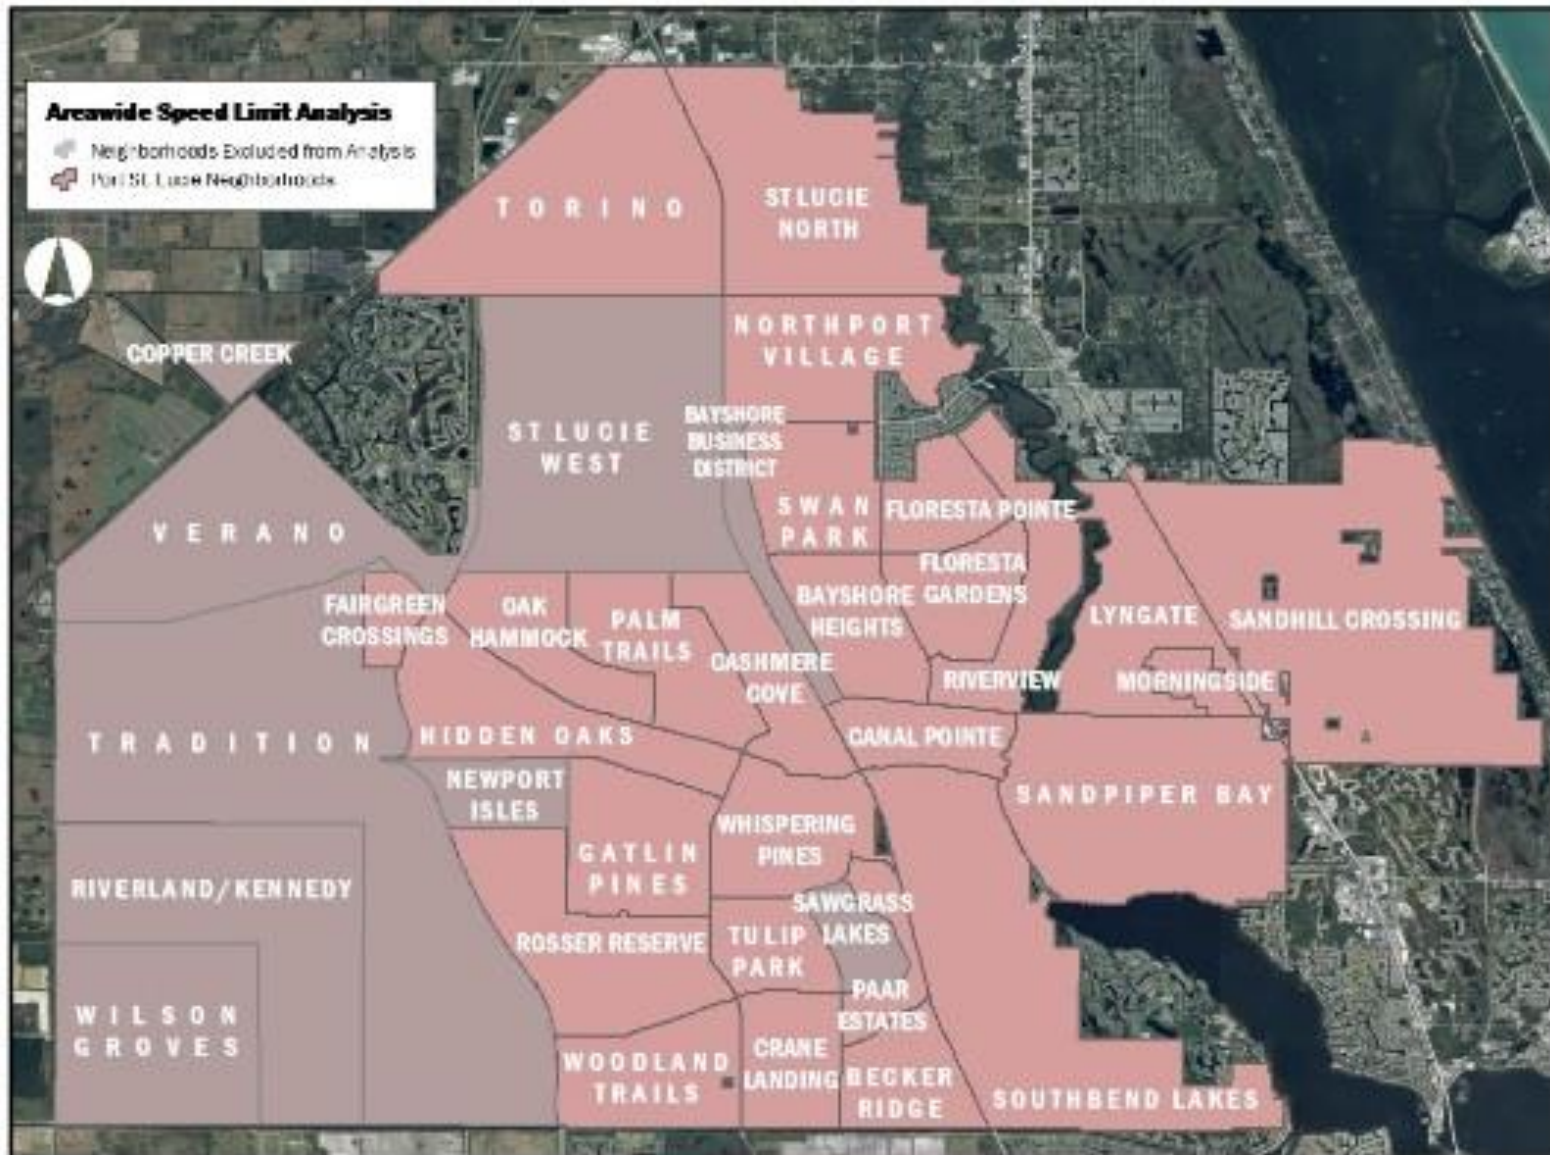 Areawide Speed Limit Analysis
Neighborhoods Excluded from Analysis
Port St. Lucie Neighborhoods
TORINO
ST LUCIE
NORTH
COPPER CREEK
NORTHPORT
VILLAGE
ST LUCIE
WEST
BAYSHORE
BUSINESS
DISTRICT
VERANO
SWAN
PARK
FLORESTA POINTE
FLORESTA
GARDENS
FAIRGREEN
CROSSINGS
OAK
HAMMOCK
PALM
TRAILS
BAYSHORE
HEIGHTS
LYNGATE
SANDHILL CROSSING
CASHMERE
COVE
RIVERVIEW
MORNINGSIDE
TRADITION
HIDDEN OAKS
CANAL POINTE
NEWPORT
ISLES
SANDPIPER BAY
WHISPERING
PINES
GATLIN
PINES
RIVERLAND/KENNEDY
SAWGRASS
LAKES
ROSSER RESERVE
TULIP
PARK
PAAR
ESTATES
WILSON
GROVES
WOODLAND
TRAILS
CRANE
LANDING
BECKER
RIDGE
SOUTHBEND LAKES